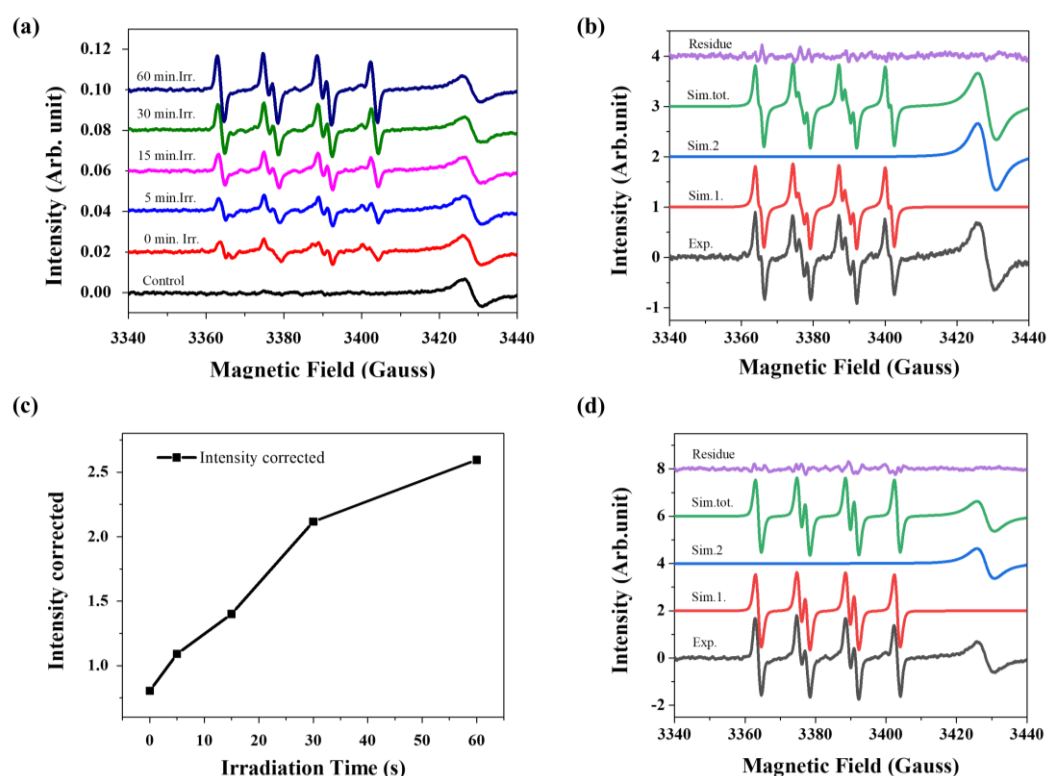 (a)
0.12
0.10
0.08
0.06
0.04
0.02
0.00
Intensity (Arb. unit)
60 min.Irr.
30 min.Irr.
15 min.Irr.
5 min.Irr.
0 min. Irr.
Control
3340 3360 3380 3400 3420 3440
Magnetic Field (Gauss)
(b)
4
3
2
1
0
-1
Intensity (Arb.unit)
Residue
Sim.tot.
Sim.2
Sim.1.
Exp.
3340 3360 3380 3400 3420 3440
Magnetic Field (Gauss)
(c)
2.5
2.0
1.5
1.0
Intensity corrected
Intensity corrected
0 10 20 30 40 50 60
Irradiation Time (s)
(d)
8
6
4
2
0
-2
Intensity (Arb.unit)
Residue
Sim.tot.
Sim.2
Sim.1.
Exp.
3340 3360 3380 3400 3420 3440
Magnetic Field (Gauss)